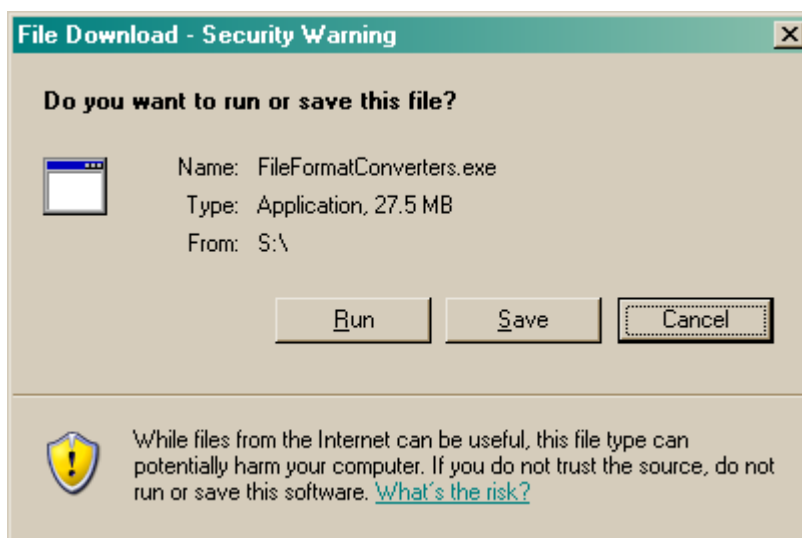 File Download - Security Warning
Do you want to run or save this file?
Name: FileFormatConverters.exe
Type: Application, 27.5 MB
From: S:\
Run Save Cancel
While files from the Internet can be useful, this file type can
potentially harm your computer. If you do not trust the source, do not
run or save this software. What's the risk?